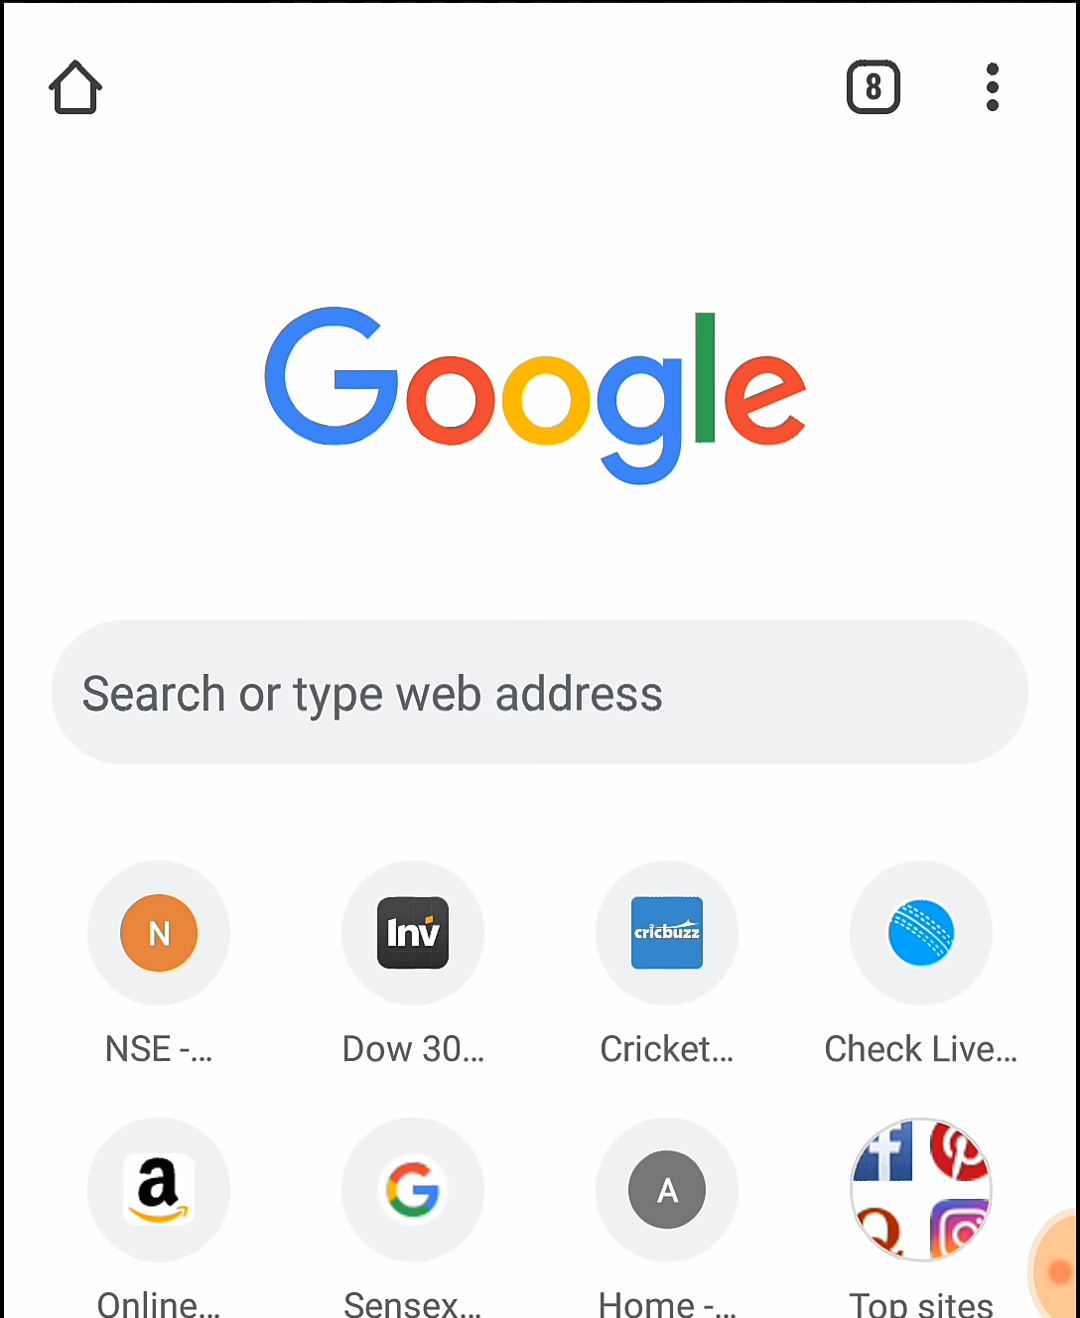 8
Google
Search or type web address
N
Inv
cricbuzz
NSE -...
Dow 30...
Cricket...
Check Live...
a
G
A
f
Online...
Sensex...
Home -...
Top sites